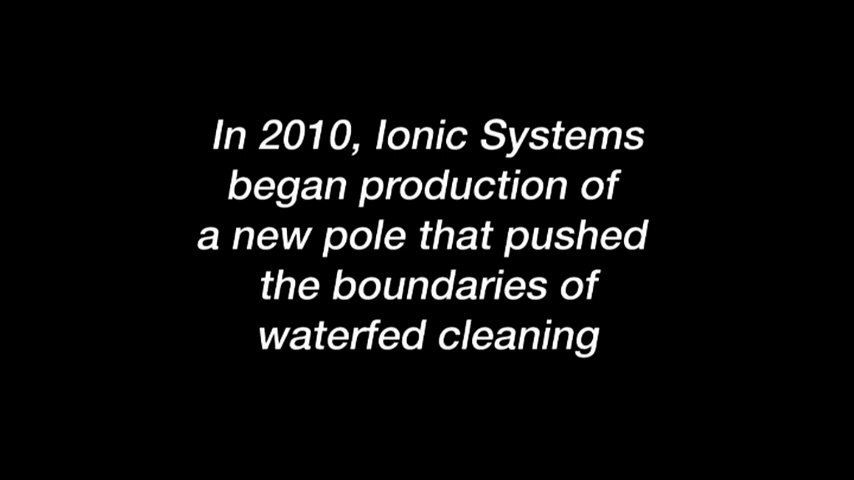 In 2010, Ionic Systems
began production of
a new pole that pushed
the boundaries of
waterfed cleaning